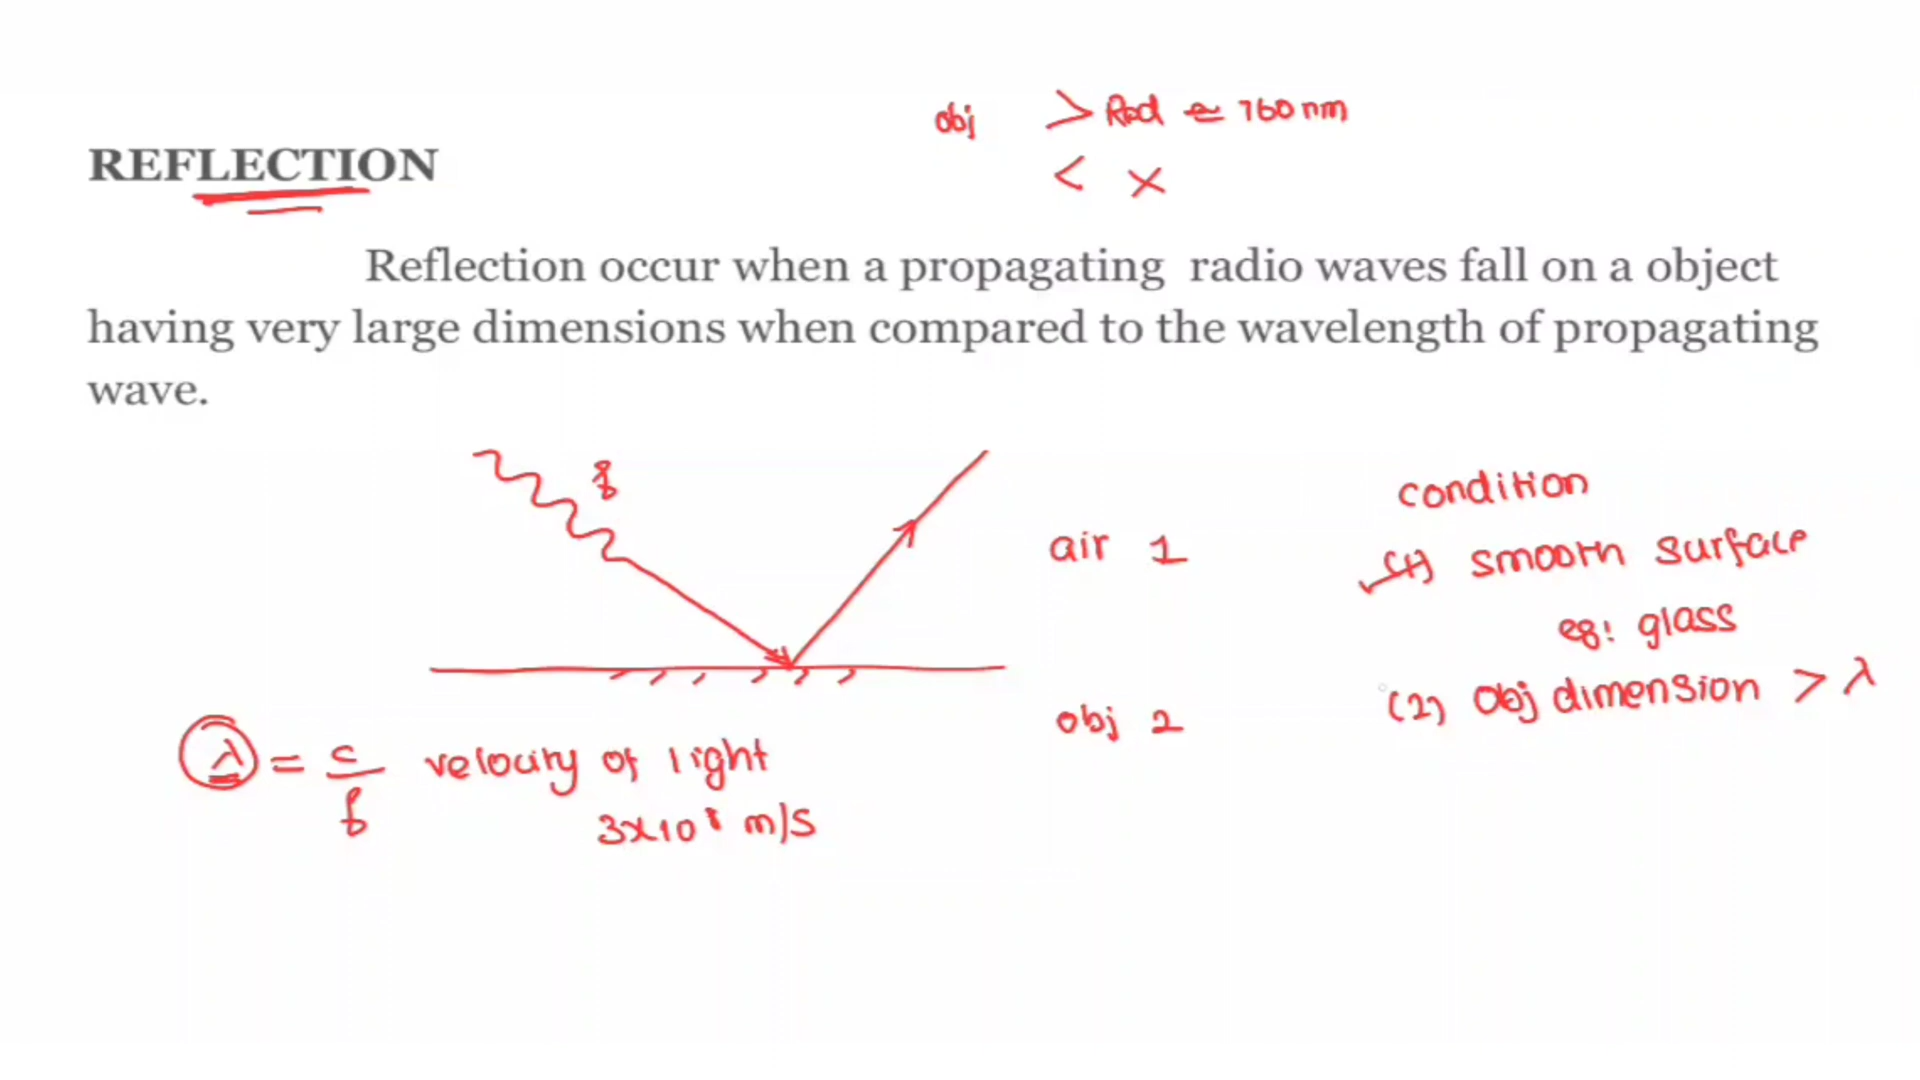 obj > Red ≃ 760 nm
< ×
REFLECTION
Reflection occur when a propagating radio waves fall on a object
having very large dimensions when compared to the wavelength of propagating
wave.
f
air 1
obj 2
condition
(1) smooth surface
eg: glass
(2) Obj dimension > λ
λ = c/f velocity of light
3×10⁸ m/s